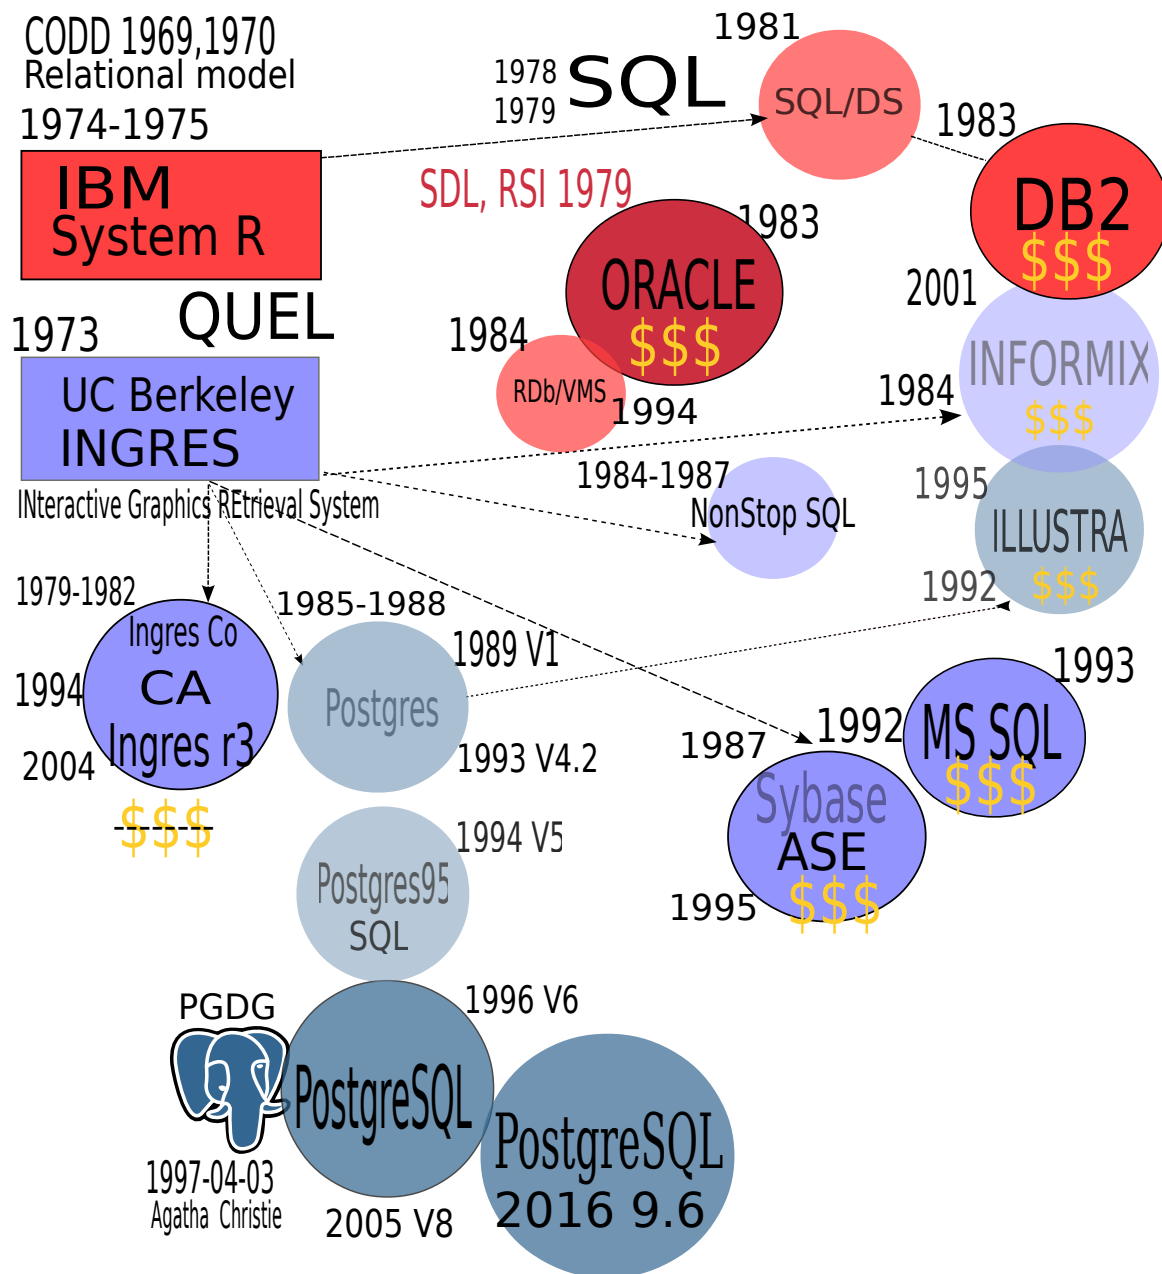 CODD 1969,1970
Relational model
1974-1975
IBM
System R
1978
1979
SQL
1981
SQL/DS
1983
DB2
$$$
SDL, RSI 1979
1983
ORACLE
$$$
1984
RDb/VMS
1994
2001
INFORMIX
$$$
1984
QUEL
1973
UC Berkeley
INGRES
INteractive Graphics REtrieval System
1984-1987
NonStop SQL
1995
ILLUSTRA
$$$
1992
1979-1982
Ingres Co
1994
CA
Ingres r3
2004
$$$
1985-1988
1989 V1
Postgres
1993 V4.2
1987
1992
1993
MS SQL
$$$
Sybase
ASE
$$$
1995
1994 V5
Postgres95
SQL
PGDG
1996 V6
PostgreSQL
1997-04-03
Agatha Christie
2005 V8
PostgreSQL
2016 9.6